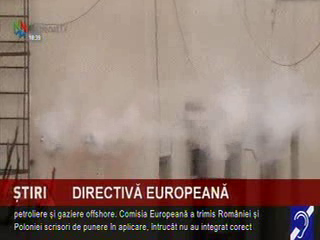 ȘTIRI DIRECTIVĂ EUROPEANĂ
petroliere și gaziere offshore. Comisia Europeană a trimis României și
Poloniei scrisori de punere în aplicare, întrucât nu au integrat corect